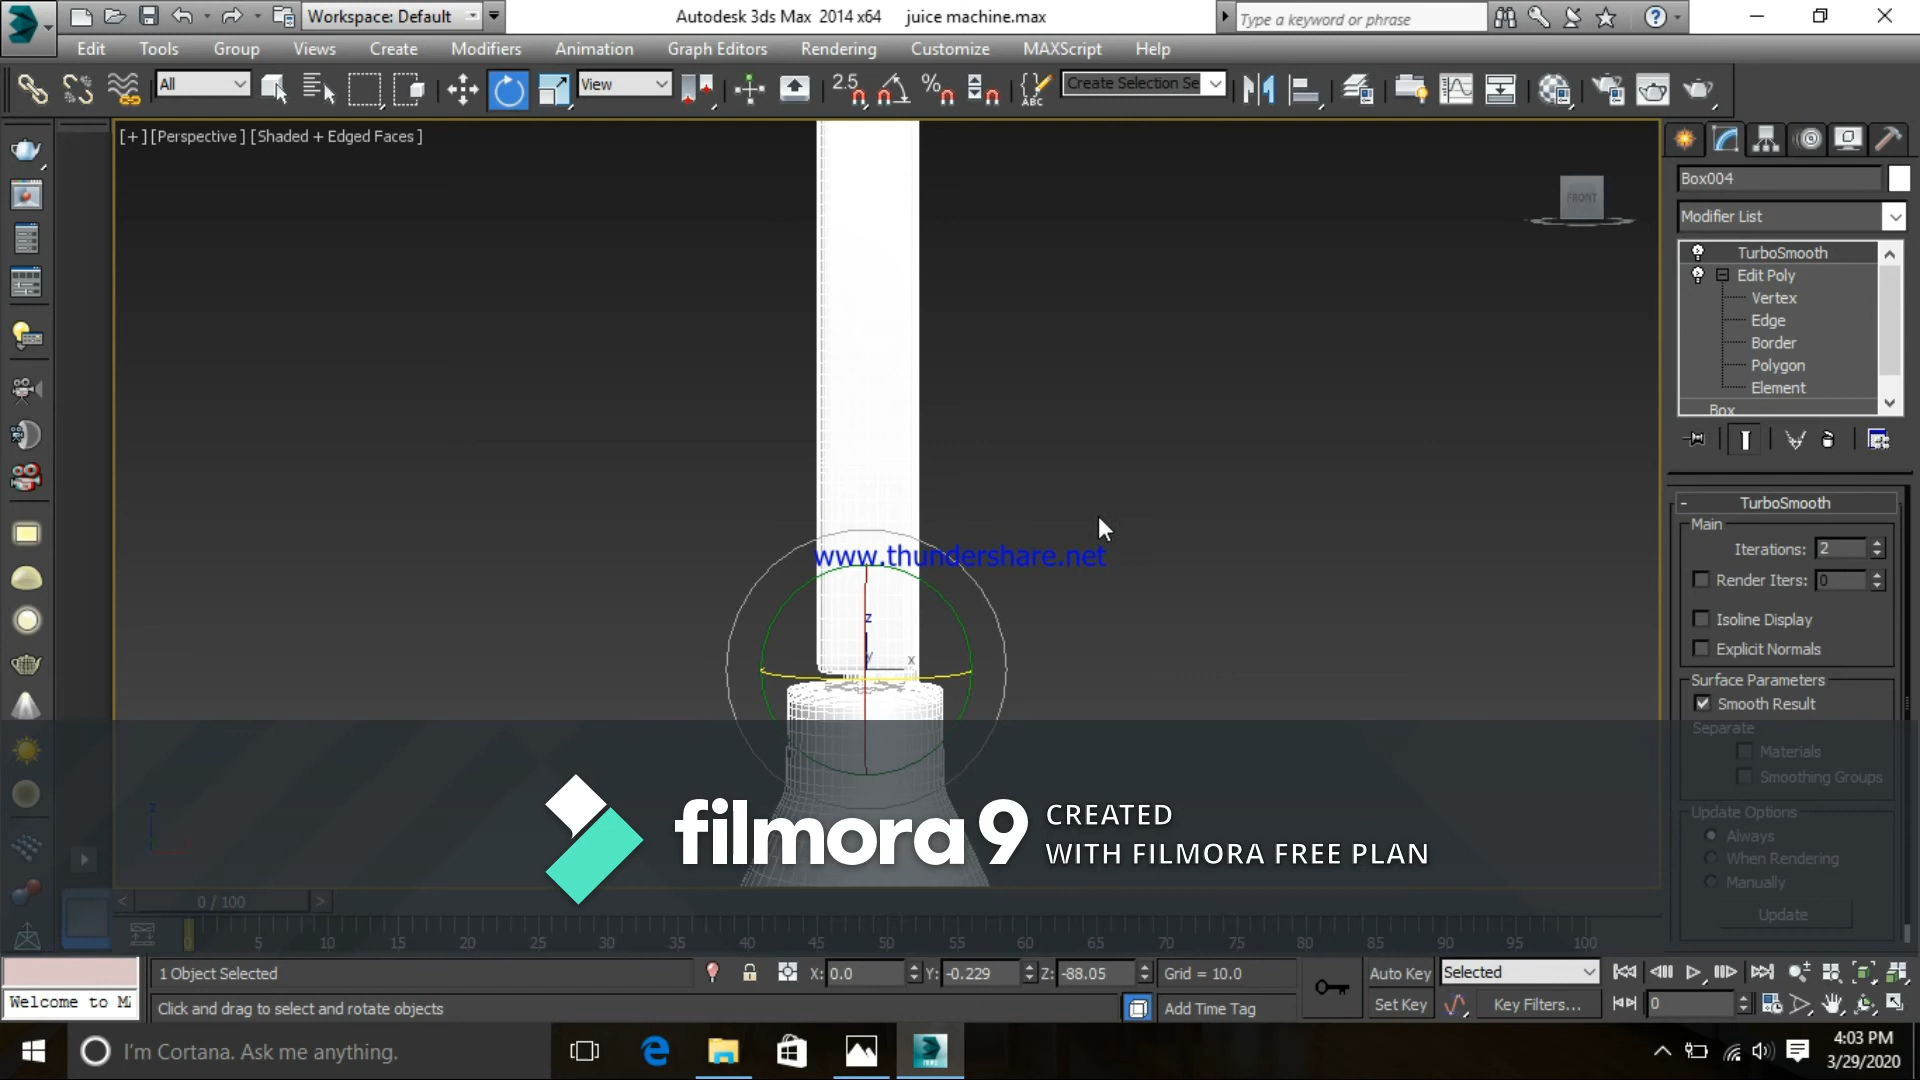 Workspace: Default
Autodesk 3ds Max 2014 x64 juice machine.max
Type a keyword or phrase
Edit Tools Group Views Create Modifiers Animation Graph Editors Rendering Customize MAXScript Help
All
View
2.5
%
ABC
Create Selection Se
[+] [Perspective ] [Shaded + Edged Faces ]
FRONT
Box004
Modifier List
TurboSmooth
Edit Poly
Vertex
Edge
Border
Polygon
Element
Box
- TurboSmooth
Main
Iterations: 2
Render Iters: 0
Isoline Display
Explicit Normals
Surface Parameters
Smooth Result
Separate
Materials
Smoothing Groups
Update Options
Always
When Rendering
Manually
Update
www.thundershare.net
z
y x
z
filmora9 CREATED
WITH FILMORA FREE PLAN
< 0 / 100 >
0 5 10 15 20 25 30 35 40 45 50 55 60 65 70 75 80 85 90 95 100
1 Object Selected X: 0.0 Y: -0.229 Z: -88.05 Grid = 10.0 Auto Key Selected
Welcome to M
Click and drag to select and rotate objects Add Time Tag Set Key Key Filters... 0
I'm Cortana. Ask me anything.
4:03 PM
3/29/2020